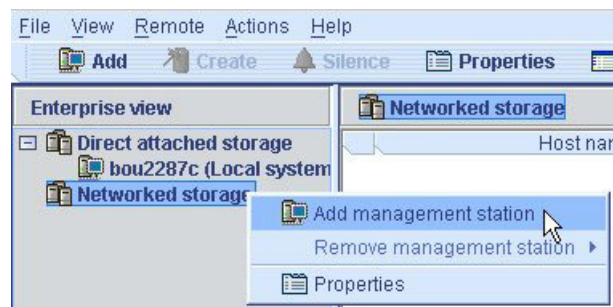 File View Remote Actions Help
Add Create Silence Properties
Enterprise view
Networked storage
Direct attached storage
Host nar
bou2287c (Local system
Networked storage
Add management station
Remove management station
Properties